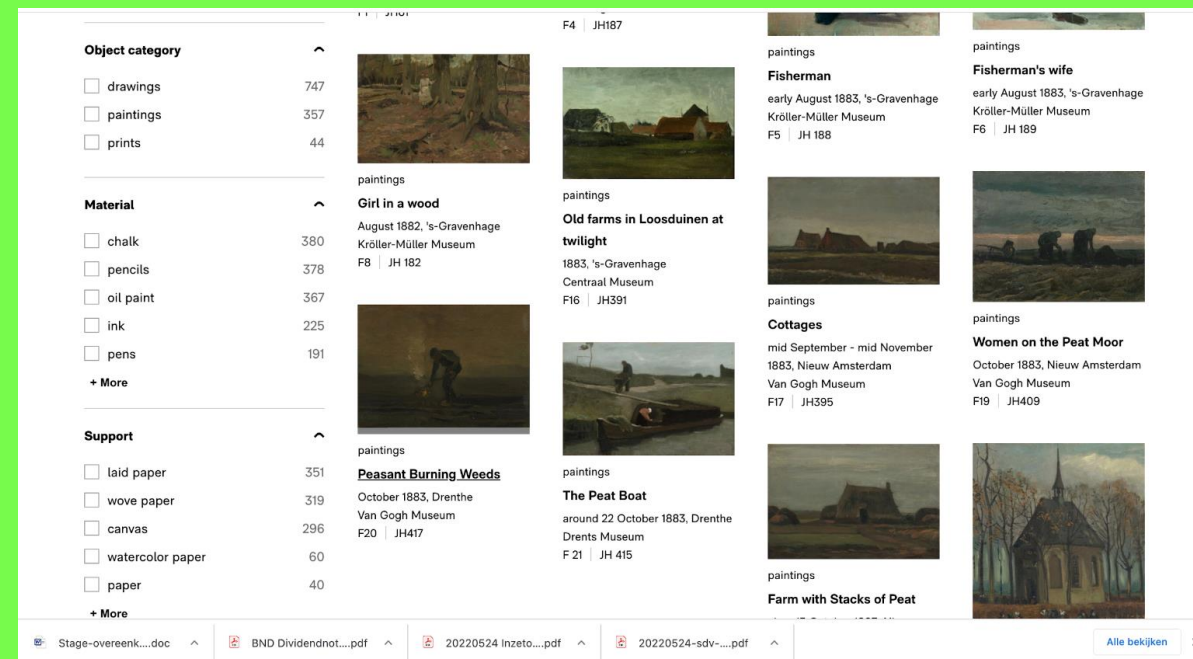 Object category
drawings 747
paintings 357
prints 44
Material
chalk 380
pencils 378
oil paint 367
ink 225
pens 191
+ More
Support
laid paper 351
wove paper 319
canvas 296
watercolor paper 60
paper 40
+ More
paintings
Girl in a wood
August 1882, 's-Gravenhage
Kröller-Müller Museum
F8 | JH 182
paintings
Peasant Burning Weeds
October 1883, Drenthe
Van Gogh Museum
F20 | JH417
F4 | JH187
paintings
Old farms in Loosduinen at
twilight
1883, 's-Gravenhage
Centraal Museum
F16 | JH391
paintings
The Peat Boat
around 22 October 1883, Drenthe
Drents Museum
F 21 | JH 415
paintings
Fisherman
early August 1883, 's-Gravenhage
Kröller-Müller Museum
F5 | JH 188
paintings
Cottages
mid September - mid November
1883, Nieuw Amsterdam
Van Gogh Museum
F17 | JH395
paintings
Farm with Stacks of Peat
paintings
Fisherman's wife
early August 1883, 's-Gravenhage
Kröller-Müller Museum
F6 | JH 189
paintings
Women on the Peat Moor
October 1883, Nieuw Amsterdam
Van Gogh Museum
F19 | JH409
Stage-overeenk....doc
BND Dividendnot....pdf
20220524 Inzeto....pdf
20220524-sdv-....pdf
Alle bekijken